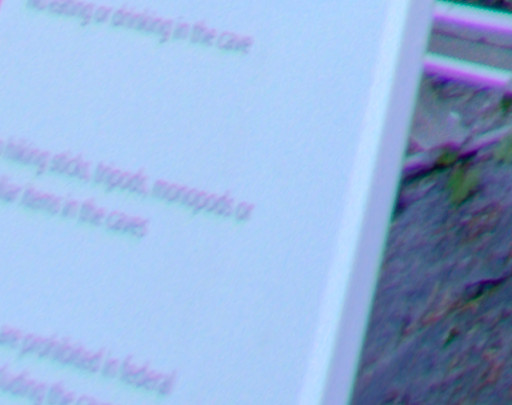 No eating or drinking in the cave
hiking sticks, tripods, monopods or
items in the caves
are prohibited in federal
the